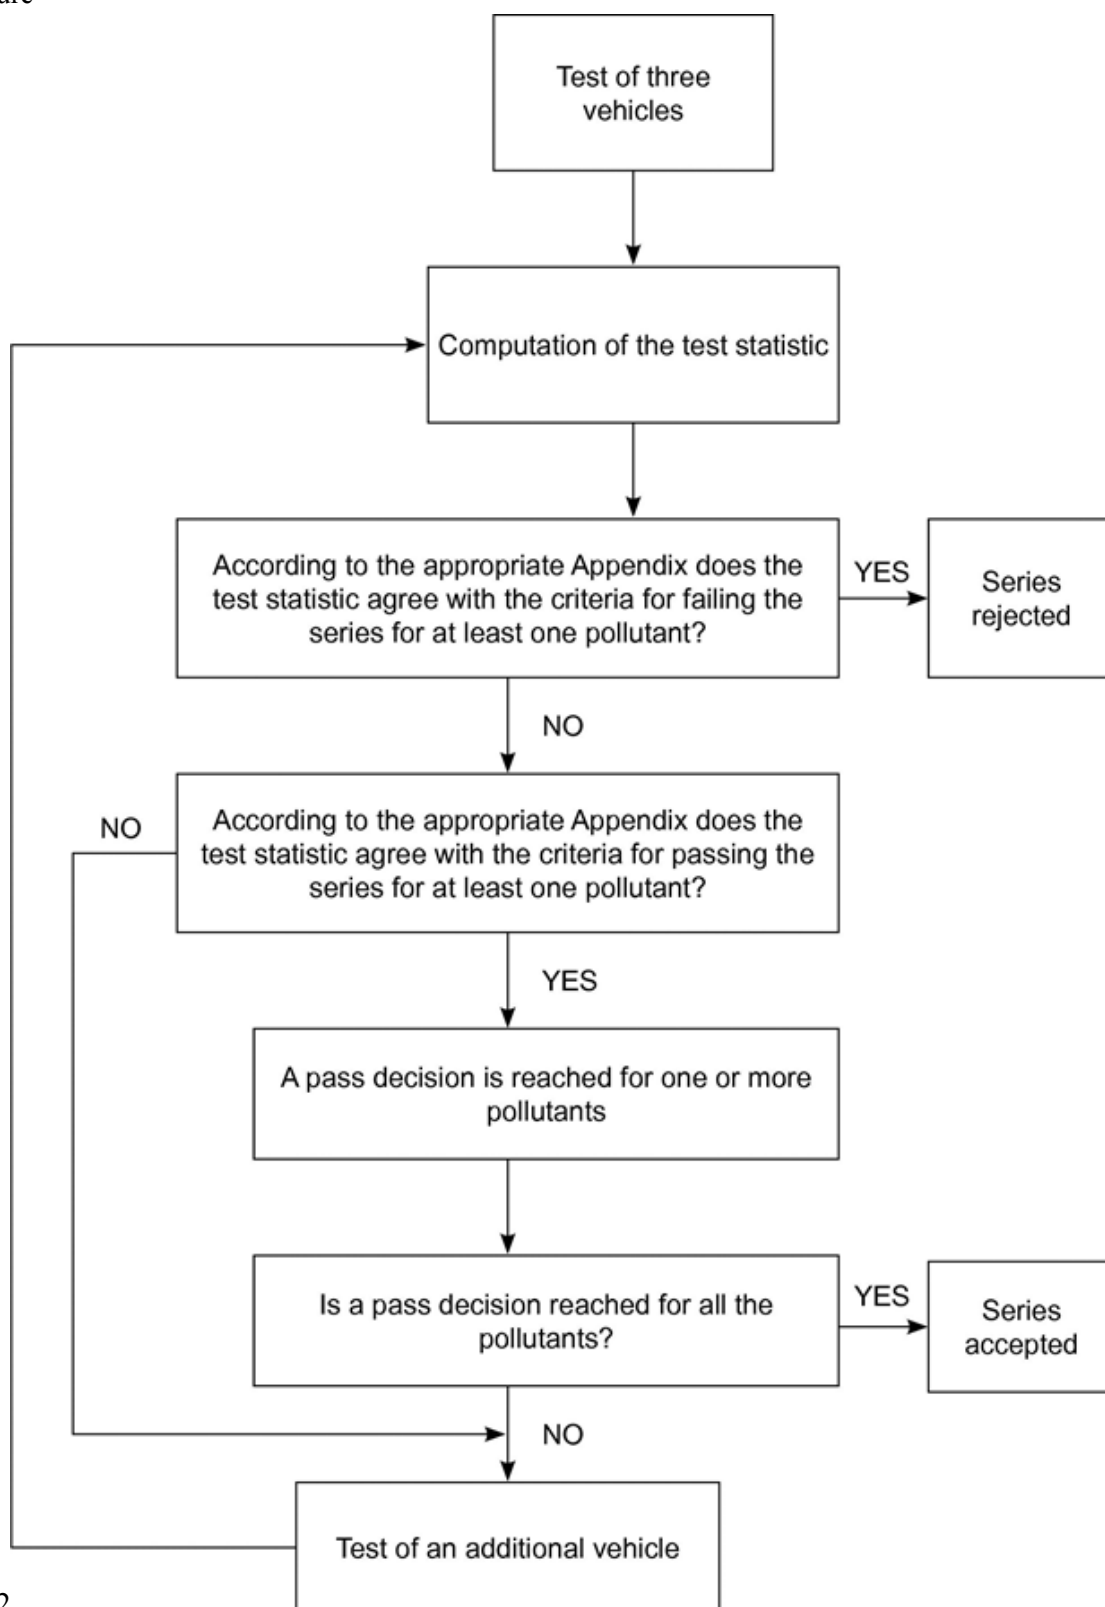 Test of three
vehicles
Computation of the test statistic
According to the appropriate Appendix does the
test statistic agree with the criteria for failing the
series for at least one pollutant?
YES
Series
rejected
NO
NO
According to the appropriate Appendix does the
test statistic agree with the criteria for passing the
series for at least one pollutant?
YES
A pass decision is reached for one or more
pollutants
Is a pass decision reached for all the
pollutants?
YES
Series
accepted
NO
Test of an additional vehicle